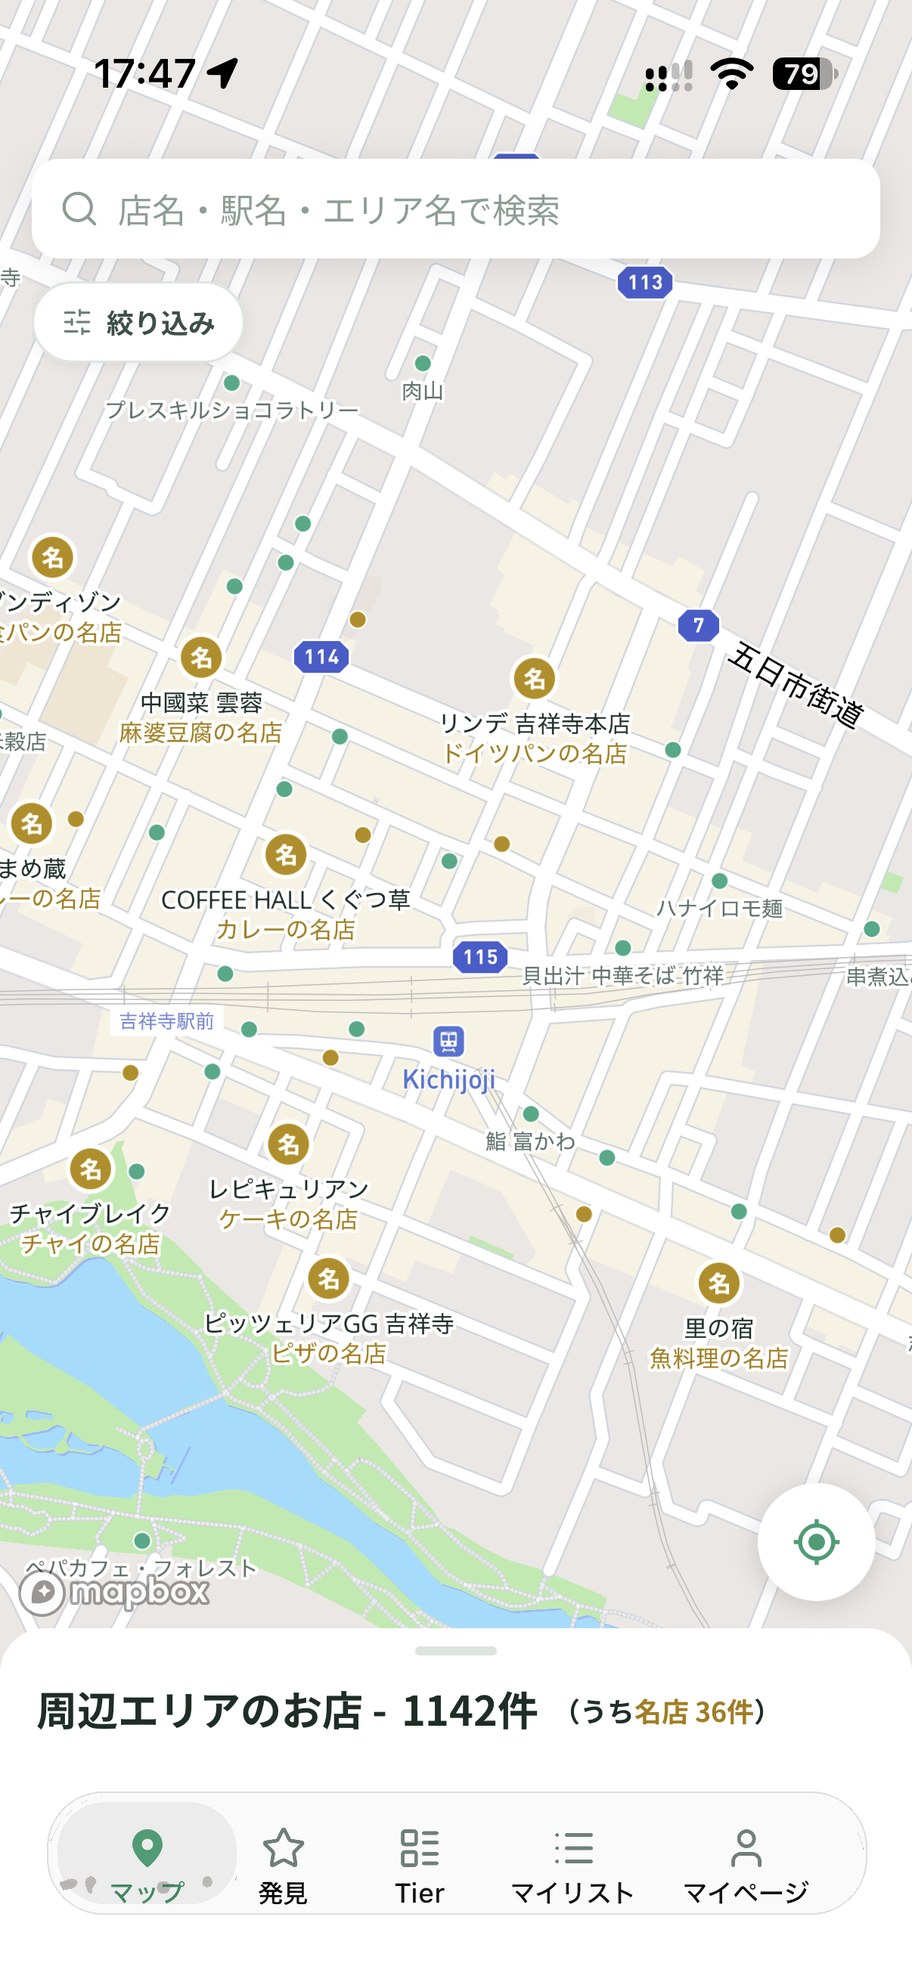 17:47
79
店名・駅名・エリア名で検索
寺
113
絞り込み
肉山
プレスキルショコラトリー
名
ンディゾン
パンの名店
名
114
7
五日市街道
名
中國菜 雲蓉
麻婆豆腐の名店
リンデ 吉祥寺本店
ドイツパンの名店
穀店
名
まめ蔵
ーの名店
名
COFFEE HALL くぐつ草
カレーの名店
ハナイロモ麺
115
貝出汁 中華そば 竹祥
串煮込
吉祥寺駅前
Kichijoji
鮨 富かわ
名
チャイブレイク
チャイの名店
名
レピキュリアン
ケーキの名店
名
ピッツェリアGG 吉祥寺
ピザの名店
名
里の宿
魚料理の名店
ペパカフェ・フォレスト
mapbox
周辺エリアのお店 - 1142件 （うち名店 36件）
マップ
発見
Tier
マイリスト
マイページ